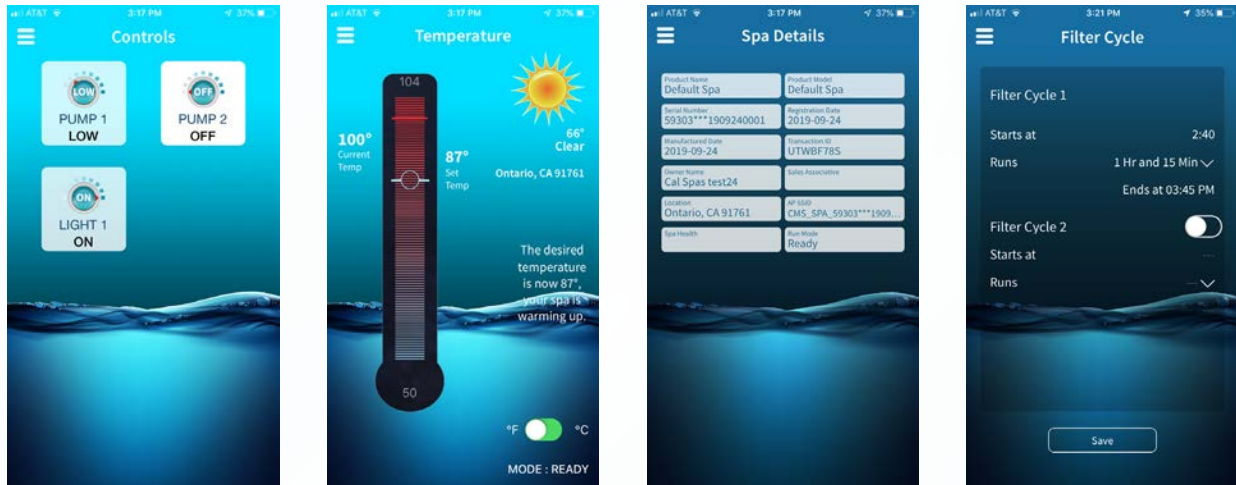 AT&T 3:17 PM 37%
Controls
LOW
PUMP 1
LOW
OFF
PUMP 2
OFF
ON
LIGHT 1
ON
AT&T 3:17 PM 37%
Temperature
104
100°
Current
Temp
87°
Set
Temp
66°
Clear
Ontario, CA 91761
The desired
temperature
is now 87°,
your spa is
warming up.
50
°F °C
MODE : READY
AT&T 3:17 PM 37%
Spa Details
Product Name
Default Spa
Product Model
Default Spa
Serial Number
59303***1909240001
Registration Date
2019-09-24
Manufactured Date
2019-09-24
Transaction ID
UTWBF78S
Owner Name
Cal Spas test24
Sales Associative
Location
Ontario, CA 91761
AP SSID
CMS_SPA_59303***1909...
Spa Health
Run Mode
Ready
AT&T 3:21 PM 35%
Filter Cycle
Filter Cycle 1
Starts at 2:40
Runs 1 Hr and 15 Min
Ends at 03:45 PM
Filter Cycle 2
Starts at ---
Runs ---
Save